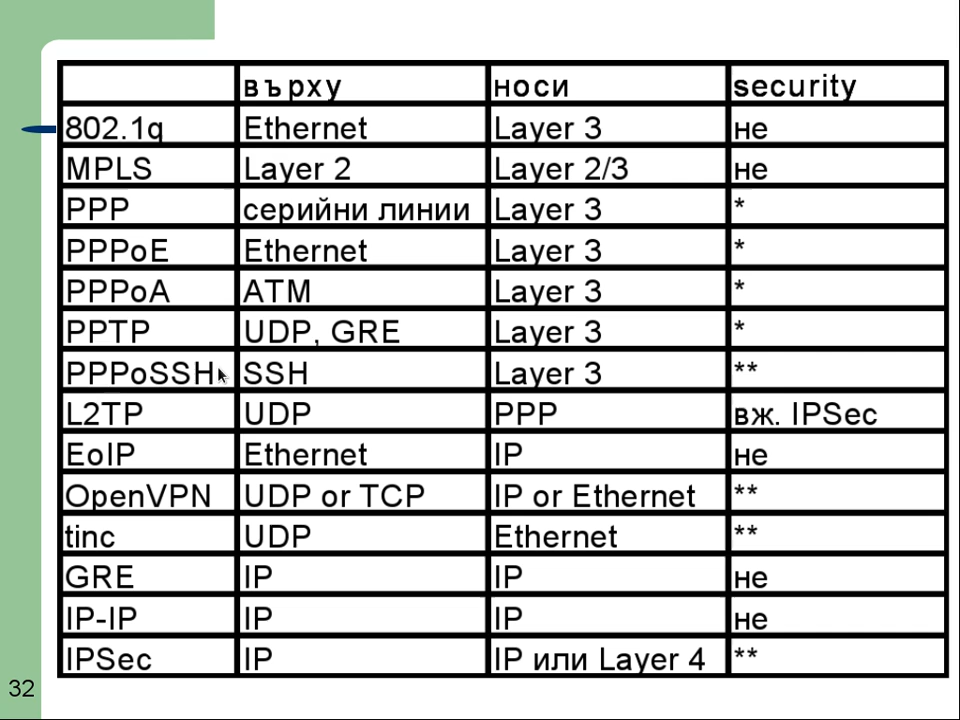 върху носи security
802.1q Ethernet Layer 3 не
MPLS Layer 2 Layer 2/3 не
PPP серийни линии Layer 3 *
PPPoE Ethernet Layer 3 *
PPPoA ATM Layer 3 *
PPTP UDP, GRE Layer 3 *
PPPoSSH SSH Layer 3 **
L2TP UDP PPP вж. IPSec
EoIP Ethernet IP не
OpenVPN UDP or TCP IP or Ethernet **
tinc UDP Ethernet **
GRE IP IP не
IP-IP IP IP не
IPSec IP IP или Layer 4 **
32